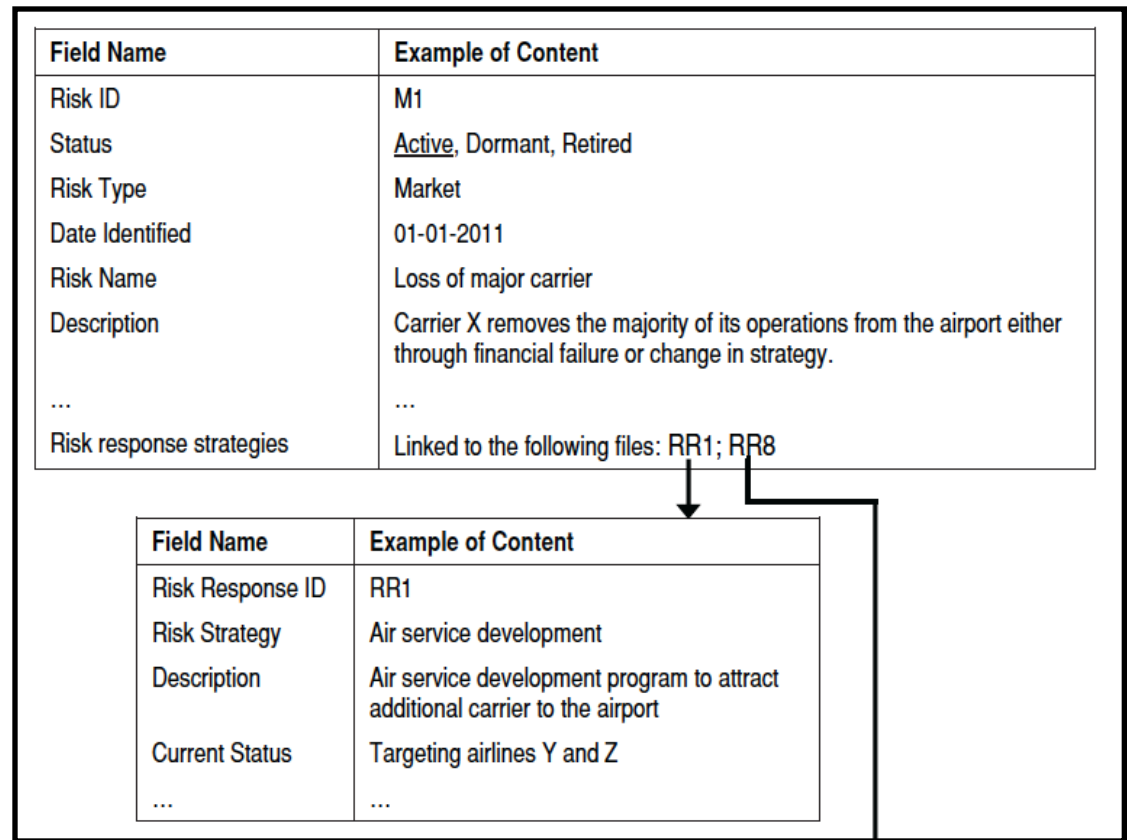 Field Name Example of Content
Risk ID M1
Status Active, Dormant, Retired
Risk Type Market
Date Identified 01-01-2011
Risk Name Loss of major carrier
Description Carrier X removes the majority of its operations from the airport either
through financial failure or change in strategy.
... ...
Risk response strategies Linked to the following files: RR1; RR8
Field Name Example of Content
Risk Response ID RR1
Risk Strategy Air service development
Description Air service development program to attract
additional carrier to the airport
Current Status Targeting airlines Y and Z
... ...